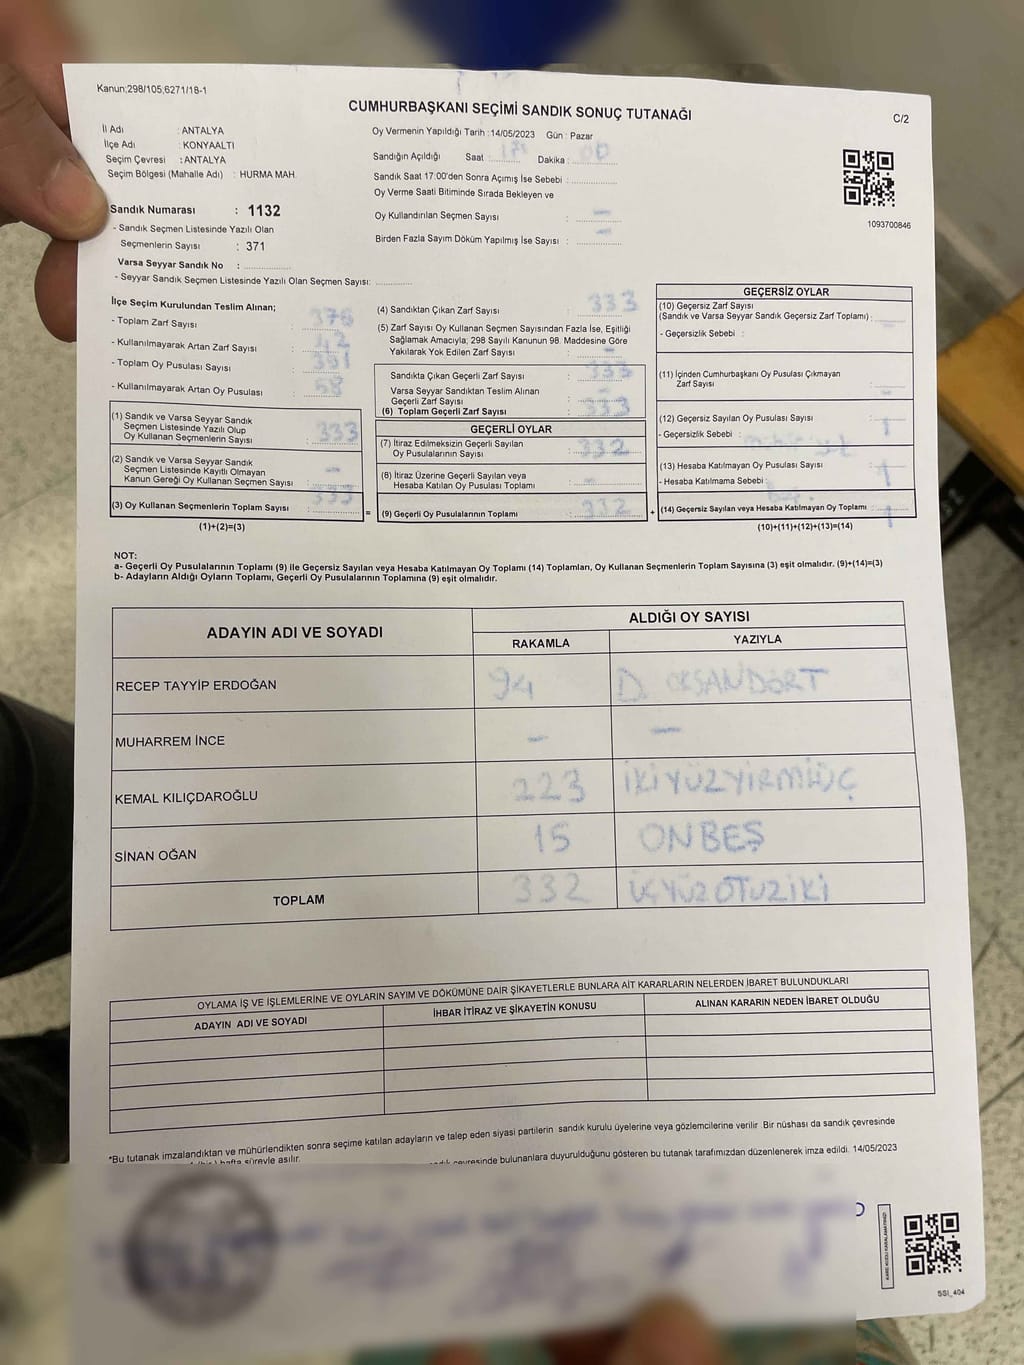 Kanun;298/105;6271/18-1
CUMHURBAŞKANI SEÇİMİ SANDIK SONUÇ TUTANAĞI
C/2
İl Adı : ANTALYA
İlçe Adı : KONYAALTI
Seçim Çevresi : ANTALYA
Seçim Bölgesi (Mahalle Adı) : HURMA MAH.
Sandık Numarası : 1132
- Sandık Seçmen Listesinde Yazılı Olan
Seçmenlerin Sayısı : 371
Varsa Seyyar Sandık No :
- Seyyar Sandık Seçmen Listesinde Yazılı Olan Seçmen Sayısı:
Oy Vermenin Yapıldığı Tarih :14/05/2023 Gün : Pazar
Sandığın Açıldığı Saat : Dakika : 00
Sandık Saat 17:00'den Sonra Açımış İse Sebebi :
Oy Verme Saati Bitiminde Sırada Bekleyen ve
Oy Kullandırılan Seçmen Sayısı : -
Birden Fazla Sayım Döküm Yapılmış İse Sayısı : -
1093700846
İlçe Seçim Kurulundan Teslim Alınan;
- Toplam Zarf Sayısı : 376
- Kullanılmayarak Artan Zarf Sayısı :
- Toplam Oy Pusulası Sayısı : 391
- Kullanılmayarak Artan Oy Pusulası : 58
(1) Sandık ve Varsa Seyyar Sandık
Seçmen Listesinde Yazılı Olup
Oy Kullanan Seçmenlerin Sayısı : 333
(2) Sandık ve Varsa Seyyar Sandık
Seçmen Listesinde Kayıtlı Olmayan
Kanun Gereği Oy Kullanan Seçmen Sayısı : -
(3) Oy Kullanan Seçmenlerin Toplam Sayısı : 333
(1)+(2)=(3)
(4) Sandıktan Çıkan Zarf Sayısı : 333
(5) Zarf Sayısı Oy Kullanan Seçmen Sayısından Fazla İse, Eşitliği
Sağlamak Amacıyla; 298 Sayılı Kanunun 98. Maddesine Göre
Yakılarak Yok Edilen Zarf Sayısı : -
Sandıkta Çıkan Geçerli Zarf Sayısı : 333
Varsa Seyyar Sandıktan Teslim Alınan
Geçerli Zarf Sayısı : -
(6) Toplam Geçerli Zarf Sayısı : 333
GEÇERLİ OYLAR
(7) İtiraz Edilmeksizin Geçerli Sayılan
Oy Pusulalarının Sayısı : 332
(8) İtiraz Üzerine Geçerli Sayılan veya
Hesaba Katılan Oy Pusulası Toplamı : -
= (9) Geçerli Oy Pusulalarının Toplamı : 332
GEÇERSİZ OYLAR
(10) Geçersiz Zarf Sayısı
(Sandık ve Varsa Seyyar Sandık Geçersiz Zarf Toplamı) : -
- Geçersizlik Sebebi :
(11) İçinden Cumhurbaşkanı Oy Pusulası Çıkmayan
Zarf Sayısı : -
(12) Geçersiz Sayılan Oy Pusulası Sayısı : 1
- Geçersizlik Sebebi :
(13) Hesaba Katılmayan Oy Pusulası Sayısı :
- Hesaba Katılmama Sebebi :
+ (14) Geçersiz Sayılan veya Hesaba Katılmayan Oy Toplamı : 1
(10)+(11)+(12)+(13)=(14)
NOT:
a- Geçerli Oy Pusulalarının Toplamı (9) ile Geçersiz Sayılan veya Hesaba Katılmayan Oy Toplamı (14) Toplamları, Oy Kullanan Seçmenlerin Toplam Sayısına (3) eşit olmalıdır. (9)+(14)=(3)
b- Adayların Aldığı Oyların Toplamı, Geçerli Oy Pusulalarının Toplamına (9) eşit olmalıdır.
ADAYIN ADI VE SOYADI
ALDIĞI OY SAYISI
RAKAMLA YAZIYLA
RECEP TAYYİP ERDOĞAN 94 DOKSANDÖRT
MUHARREM İNCE - -
KEMAL KILIÇDAROĞLU 223 İKİYÜZYİRMİÜÇ
SİNAN OĞAN 15 ONBEŞ
TOPLAM 332 ÜÇYÜZOTUZİKİ
OYLAMA İŞ VE İŞLEMLERİNE VE OYLARIN SAYIM VE DÖKÜMÜNE DAİR ŞİKAYETLERLE BUNLARA AİT KARARLARIN NELERDEN İBARET BULUNDUKLARI
ADAYIN ADI VE SOYADI İHBAR İTİRAZ VE ŞİKAYETİN KONUSU ALINAN KARARIN NEDEN İBARET OLDUĞU
*Bu tutanak imzalandıktan ve mühürlendikten sonra seçime katılan adayların ve talep eden siyasi partilerin sandık kurulu üyelerine veya gözlemcilerine verilir. Bir nüshası da sandık çevresinde
hafta süreyle asılır.
çevresinde bulunanlara duyurulduğunu gösteren bu tutanak tarafımızdan düzenlenerek imza edildi. 14/05/2023
SSİ_404